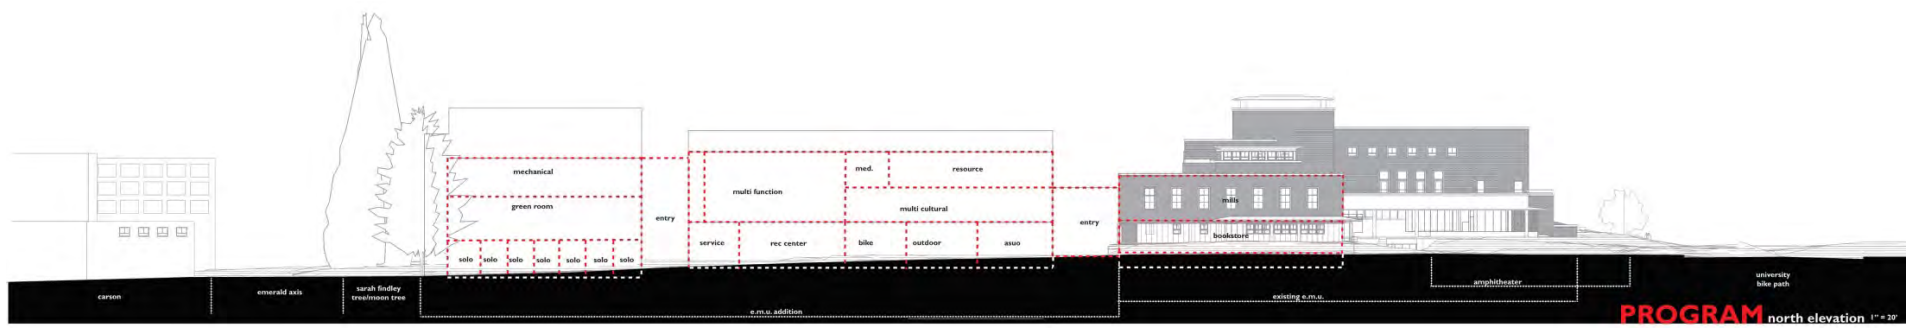 mechanical
green room
solo solo solo solo solo solo solo
entry
med.
resource
multi function
multi cultural
service
rec center
bike
outdoor
asuo
entry
mills
bookstore
carson
emerald axis
sarah findley
tree/moon tree
e.m.u. addition
existing e.m.u.
amphitheater
university
bike path
PROGRAM north elevation 1" = 20'